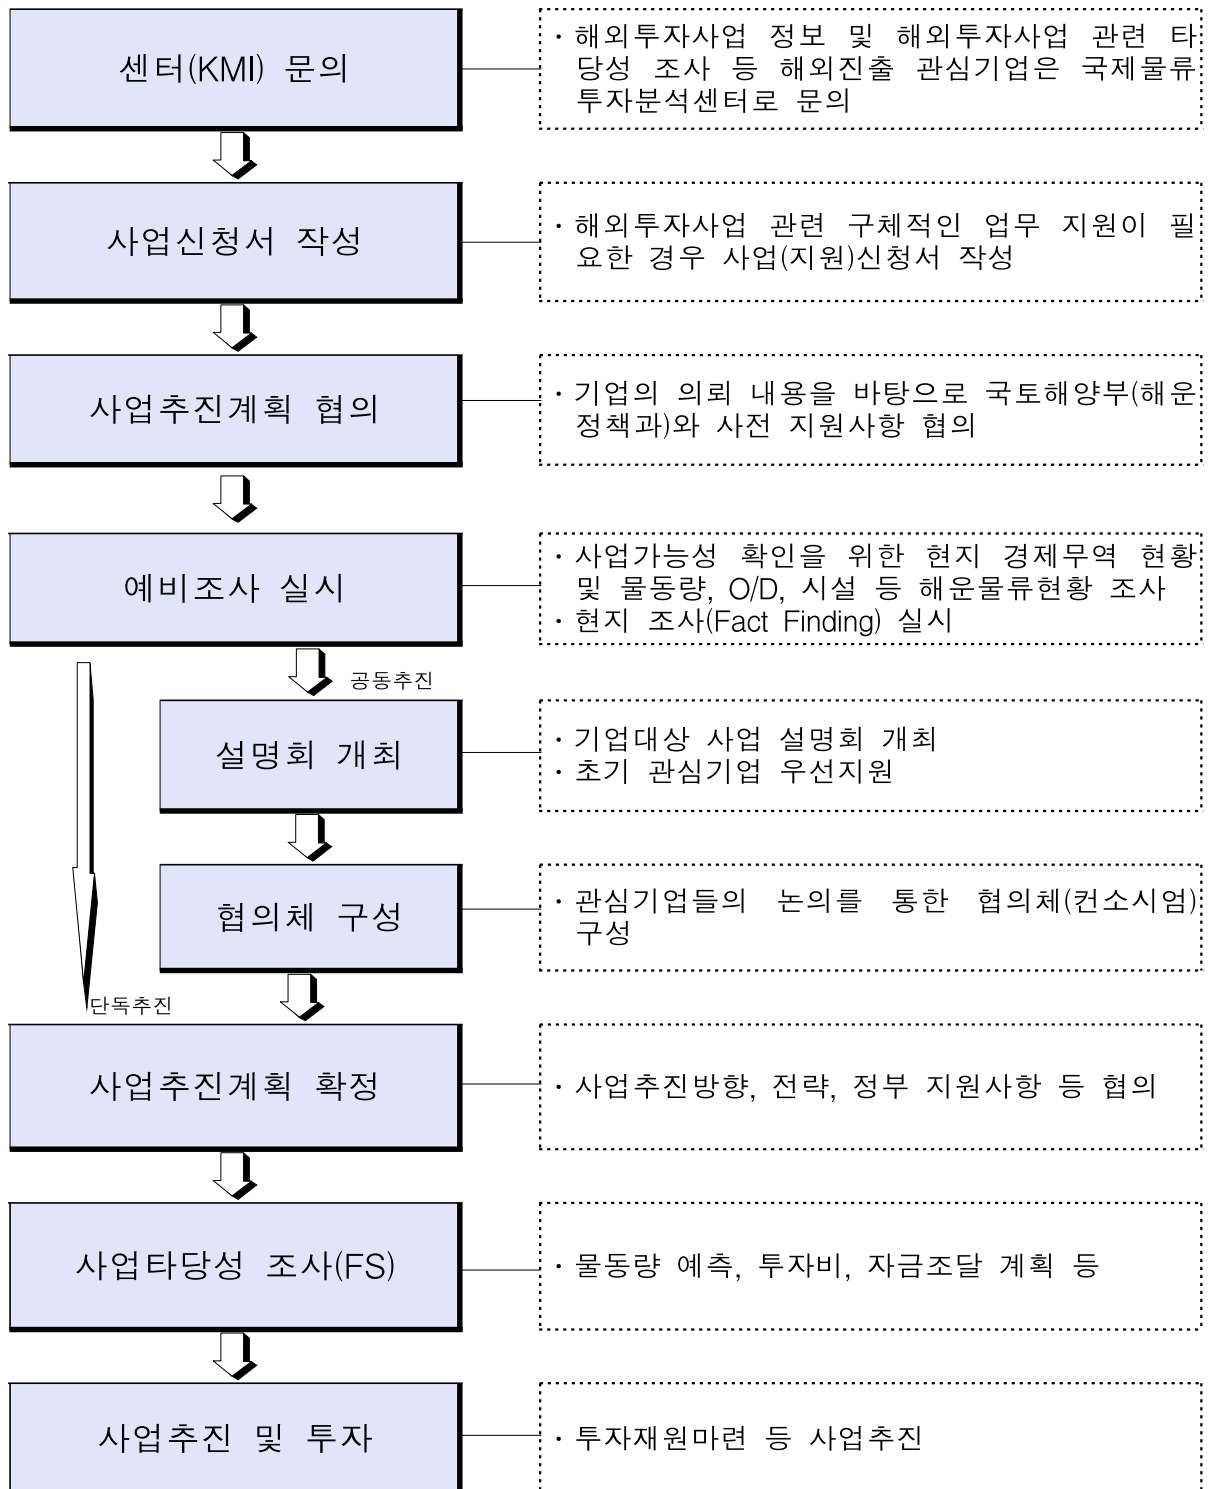 센터(KMI) 문의
· 해외투자사업 정보 및 해외투자사업 관련 타
당성 조사 등 해외진출 관심기업은 국제물류
투자분석센터로 문의
사업신청서 작성
· 해외투자사업 관련 구체적인 업무 지원이 필
요한 경우 사업(지원)신청서 작성
사업추진계획 협의
· 기업의 의뢰 내용을 바탕으로 국토해양부(해운
정책과)와 사전 지원사항 협의
예비조사 실시
· 사업가능성 확인을 위한 현지 경제무역 현황
및 물동량, O/D, 시설 등 해운물류현황 조사
· 현지 조사(Fact Finding) 실시
공동추진
설명회 개최
· 기업대상 사업 설명회 개최
· 초기 관심기업 우선지원
협의체 구성
· 관심기업들의 논의를 통한 협의체(컨소시엄)
구성
단독추진
사업추진계획 확정
· 사업추진방향, 전략, 정부 지원사항 등 협의
사업타당성 조사(FS)
· 물동량 예측, 투자비, 자금조달 계획 등
사업추진 및 투자
· 투자재원마련 등 사업추진